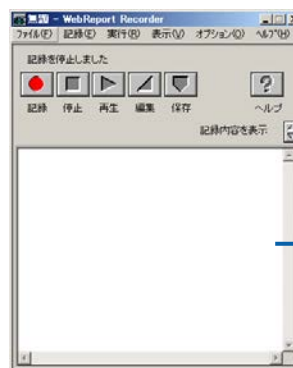 無題 - WebReport Recorder
ファイル(F) 記録(E) 実行(R) 表示(V) オプション(O) ヘルプ(H)
記録を停止しました
記録 停止 再生 編集 保存 ヘルプ
記録内容を表示